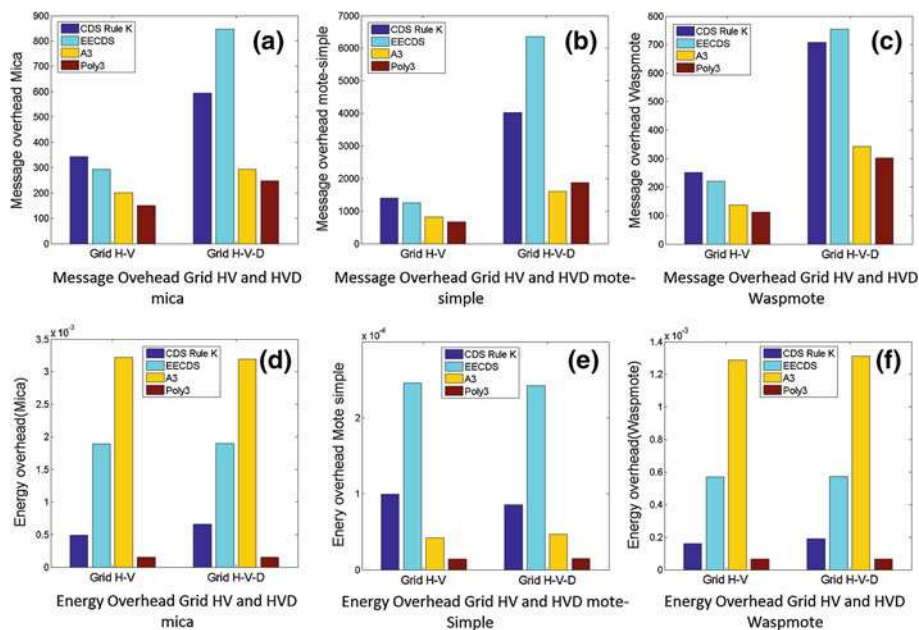 (a)
Message overhead Mica
900
800
700
600
500
400
300
200
100
0
CDS Rule K
EECDS
A3
Poly3
Grid H-V
Grid H-V-D
Message Ovehead Grid HV and HVD
mica
(b)
Message overhead mote-simple
7000
6000
5000
4000
3000
2000
1000
0
CDS Rule K
EECDS
A3
Poly3
Grid H-V
Grid H-V-D
Message Overhead Grid HV and HVD mote-
simple
(c)
Message overhead Waspmote
800
700
600
500
400
300
200
100
0
CDS Rule K
EECDS
A3
Poly3
Grid H-V
Grid H-V-D
Message Overhead Grid HV and HVD
Waspmote
(d)
Energy overhead(Mica)
x 10⁻³
3.5
3
2.5
2
1.5
1
0.5
0
CDS Rule K
EECDS
A3
Poly3
Grid H-V
Grid H-V-D
Energy Overhead Grid HV and HVD
mica
(e)
Enery overhead Mote simple
2
1
0
CDS Rule K
EECDS
A3
Poly3
Grid H-V
Grid H-V-D
Energy Overhead Grid HV and HVD mote-
Simple
(f)
Energy overhead(Waspmote)
x 10⁻³
1.4
1.2
1
0.8
0.6
0.4
0.2
0
CDS Rule K
EECDS
A3
Poly3
Grid H-V
Grid H-V-D
Energy Overhead Grid HV and HVD
Waspmote